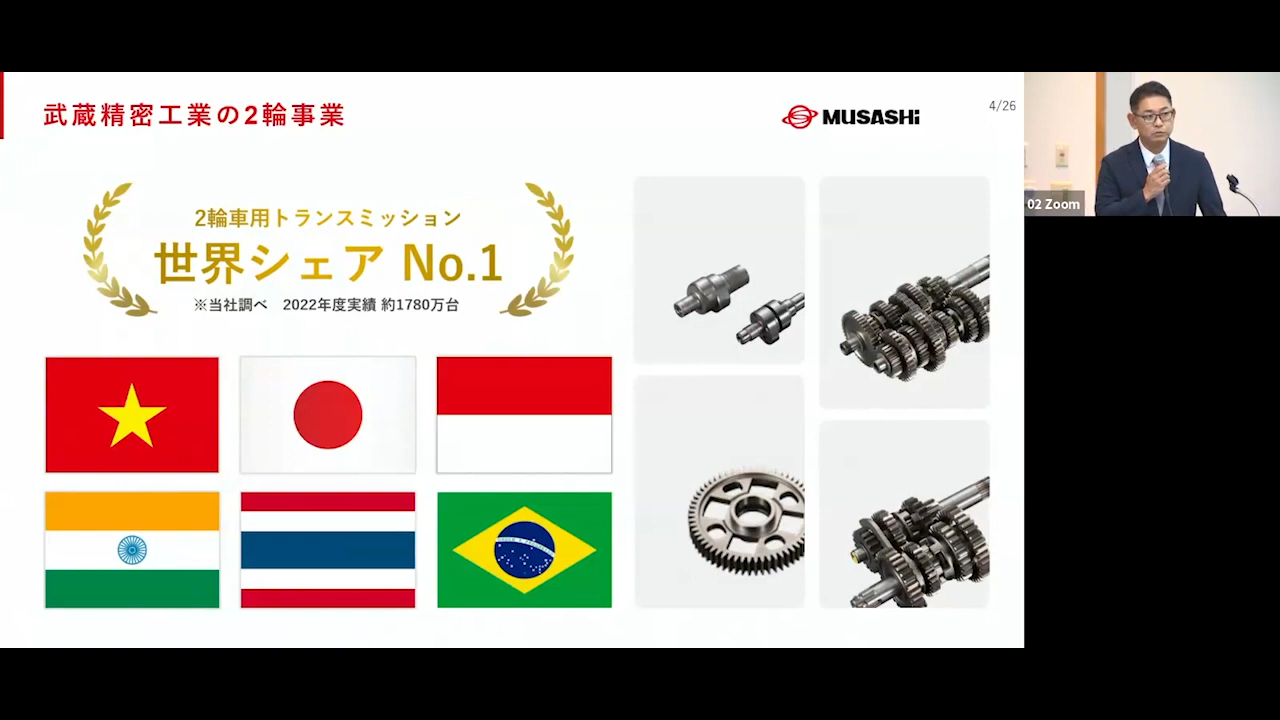 武蔵精密工業の2輪事業
MUSASHi
4/26
2輪車用トランスミッション
世界シェア No.1
※当社調べ 2022年度実績 約1780万台
02 Zoom